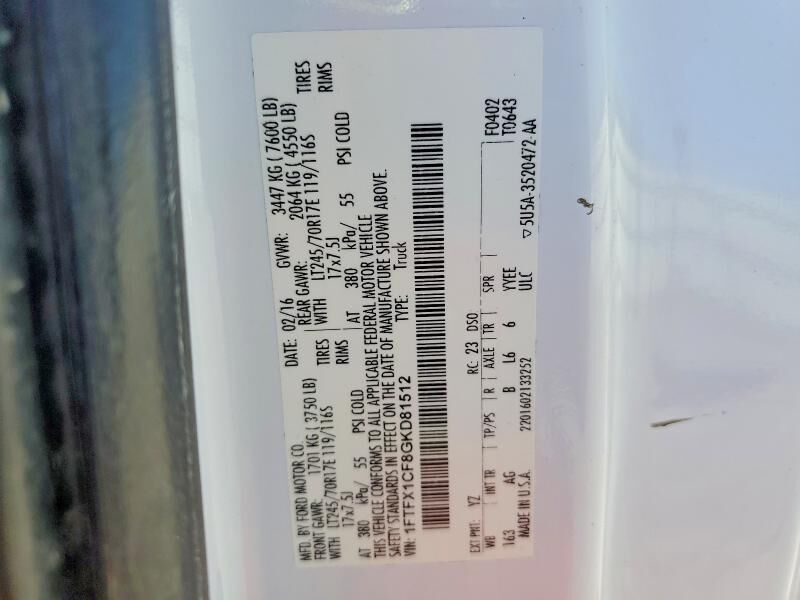 MFD. BY FORD MOTOR CO.
DATE: 02/16 GVWR: 3447 KG ( 7600 LB)
FRONT GAWR: 1701 KG ( 3750 LB) REAR GAWR: 2064 KG ( 4550 LB)
WITH LT245/70R17E 119/116S TIRES WITH LT245/70R17E 119/116S TIRES
17x7.5J RIMS 17x7.5J RIMS
AT 380 kPa/ 55 PSI COLD AT 380 kPa/ 55 PSI COLD
THIS VEHICLE CONFORMS TO ALL APPLICABLE FEDERAL MOTOR VEHICLE
SAFETY STANDARDS IN EFFECT ON THE DATE OF MANUFACTURE SHOWN ABOVE.
VIN: 1FTFX1CF8GKD81512 TYPE: Truck
F0402
T0643
EXT PNT: YZ RC: 23 DSO
WB INT TR TP/PS R AXLE TR SPR
163 AG B L6 6 YYEE
MADE IN U.S.A. 2201602133252 ULC
▽ 5U5A-3520472-AA